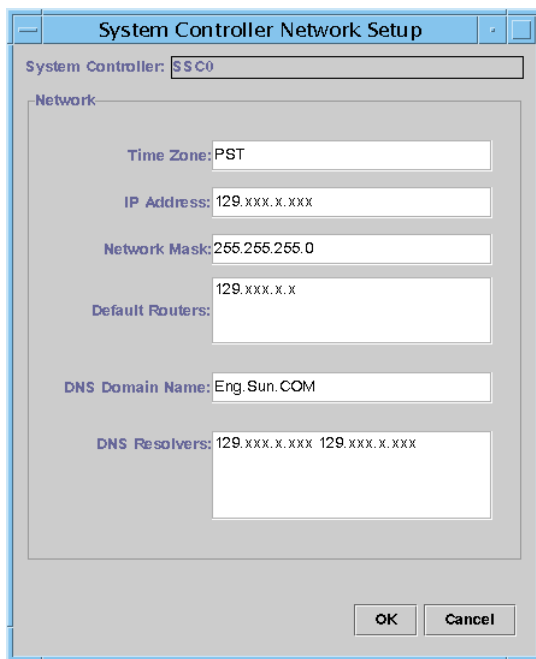 System Controller Network Setup
System Controller: SSC0
Network
Time Zone: PST
IP Address: 129.xxx.x.xxx
Network Mask: 255.255.255.0
Default Routers: 129.xxx.x.x
DNS Domain Name: Eng.Sun.COM
DNS Resolvers: 129.xxx.x.xxx 129.xxx.x.xxx
OK Cancel